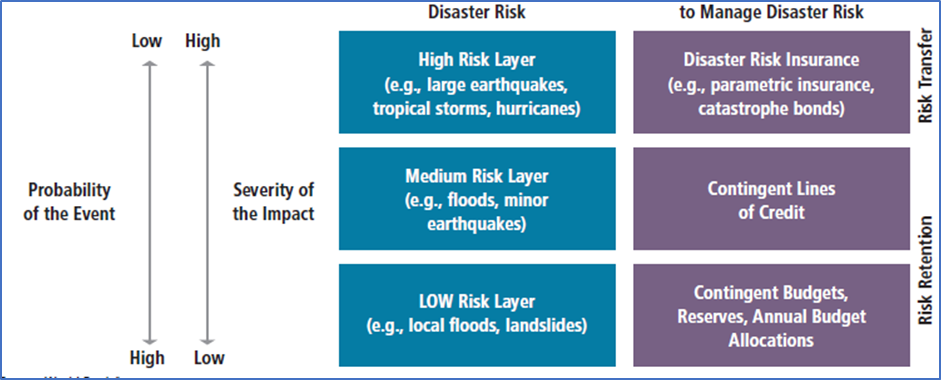 Disaster Risk
to Manage Disaster Risk
Low High
High Risk Layer
(e.g., large earthquakes,
tropical storms, hurricanes)
Disaster Risk Insurance
(e.g., parametric insurance,
catastrophe bonds)
Risk Transfer
Probability
of the Event
Severity of
the Impact
Medium Risk Layer
(e.g., floods, minor
earthquakes)
Contingent Lines
of Credit
LOW Risk Layer
(e.g., local floods, landslides)
Contingent Budgets,
Reserves, Annual Budget
Allocations
Risk Retention
High Low